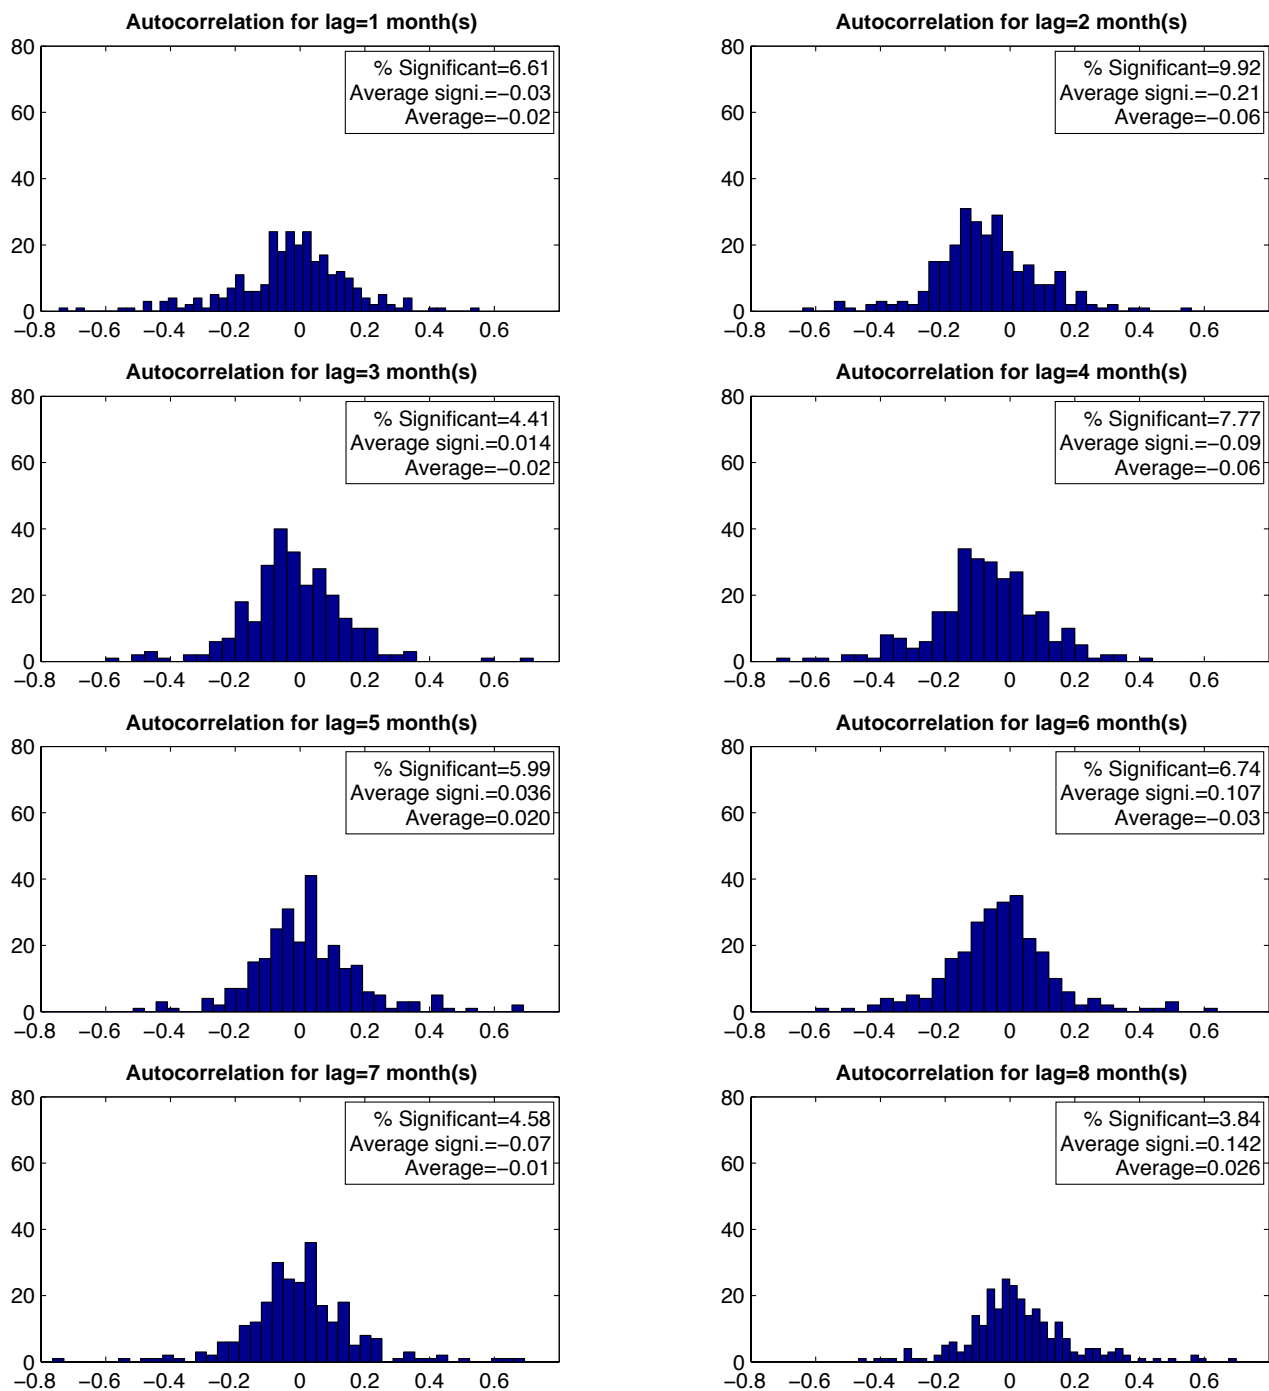 Autocorrelation for lag=1 month(s)
80
60
40
20
0
−0.8 −0.6 −0.4 −0.2 0 0.2 0.4 0.6
% Significant=6.61
Average signi.=−0.03
Average=−0.02
Autocorrelation for lag=2 month(s)
80
60
40
20
0
−0.8 −0.6 −0.4 −0.2 0 0.2 0.4 0.6
% Significant=9.92
Average signi.=−0.21
Average=−0.06
Autocorrelation for lag=3 month(s)
80
60
40
20
0
−0.8 −0.6 −0.4 −0.2 0 0.2 0.4 0.6
% Significant=4.41
Average signi.=0.014
Average=−0.02
Autocorrelation for lag=4 month(s)
80
60
40
20
0
−0.8 −0.6 −0.4 −0.2 0 0.2 0.4 0.6
% Significant=7.77
Average signi.=−0.09
Average=−0.06
Autocorrelation for lag=5 month(s)
80
60
40
20
0
−0.8 −0.6 −0.4 −0.2 0 0.2 0.4 0.6
% Significant=5.99
Average signi.=0.036
Average=0.020
Autocorrelation for lag=6 month(s)
80
60
40
20
0
−0.8 −0.6 −0.4 −0.2 0 0.2 0.4 0.6
% Significant=6.74
Average signi.=0.107
Average=−0.03
Autocorrelation for lag=7 month(s)
80
60
40
20
0
−0.8 −0.6 −0.4 −0.2 0 0.2 0.4 0.6
% Significant=4.58
Average signi.=−0.07
Average=−0.01
Autocorrelation for lag=8 month(s)
80
60
40
20
0
−0.8 −0.6 −0.4 −0.2 0 0.2 0.4 0.6
% Significant=3.84
Average signi.=0.142
Average=0.026